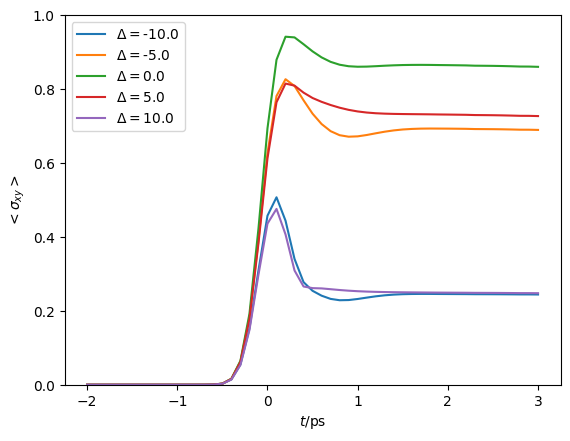 1.0
0.8
0.6
0.4
0.2
0.0
< σxy >
Δ = -10.0
Δ = -5.0
Δ = 0.0
Δ = 5.0
Δ = 10.0
−2 −1 0 1 2 3
t/ps